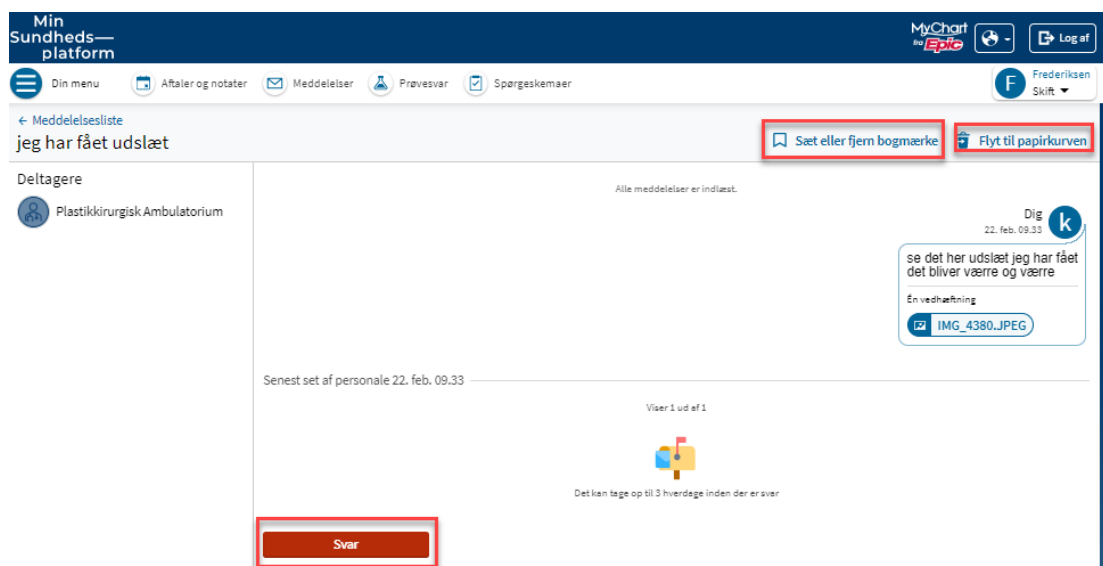 Min
Sundheds—
platform
MyChart
fra Epic
Log af
Din menu
Aftaler og notater
Meddelelser
Prøvesvar
Spørgeskemaer
F
Frederiksen
Skift
← Meddelelsesliste
jeg har fået udslæt
Sæt eller fjern bogmærke
Flyt til papirkurven
Deltagere
Plastikkirurgisk Ambulatorium
Alle meddelelser er indlæst.
Dig
22. feb. 09.33
k
se det her udslæt jeg har fået
det bliver værre og værre
Én vedhæftning
IMG_4380.JPEG
Senest set af personale 22. feb. 09.33
Viser 1 ud af 1
Det kan tage op til 3 hverdage inden der er svar
Svar